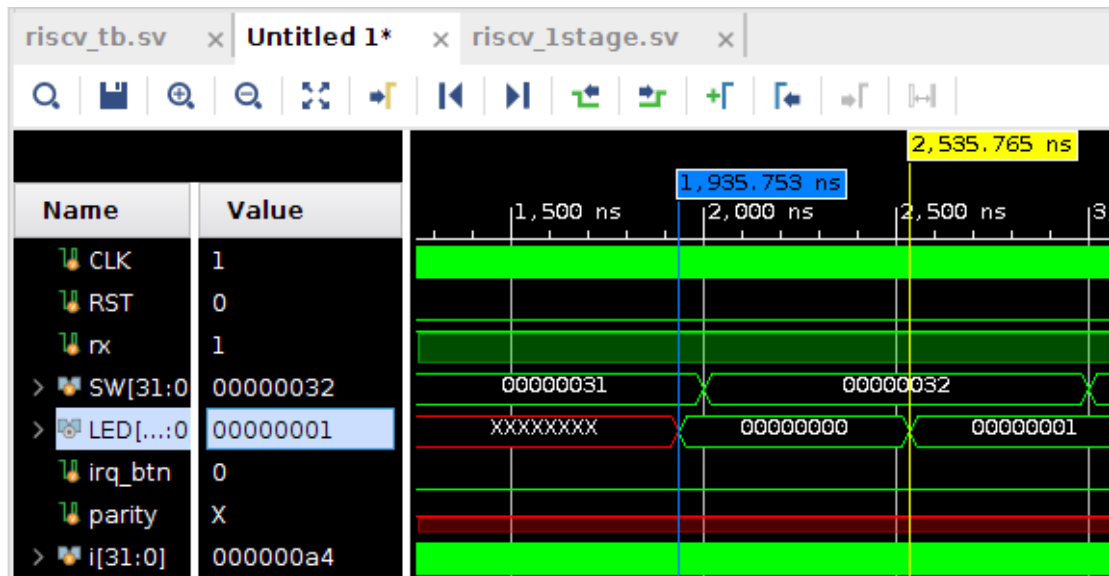 riscv_tb.sv × Untitled 1* × riscv_1stage.sv ×
2,535.765 ns
1,935.753 ns
Name Value 1,500 ns 2,000 ns 2,500 ns 3
CLK 1
RST 0
rx 1
SW[31:0 00000032 00000031 00000032
LED[...:0 00000001 XXXXXXXX 00000000 00000001
irq_btn 0
parity X
i[31:0] 000000a4